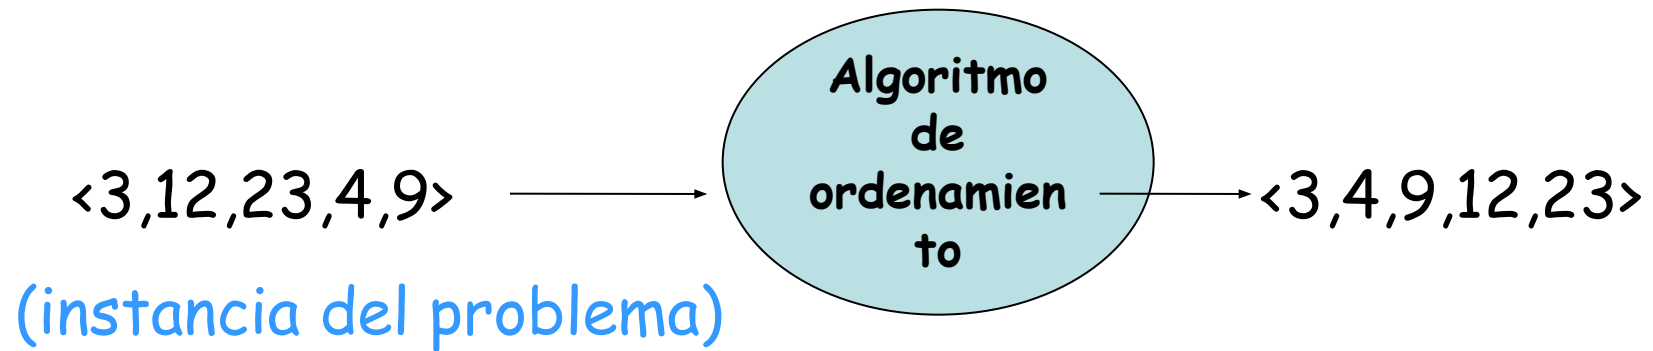 Algoritmo
de
ordenamien
to
<3,12,23,4,9>
<3,4,9,12,23>
(instancia del problema)